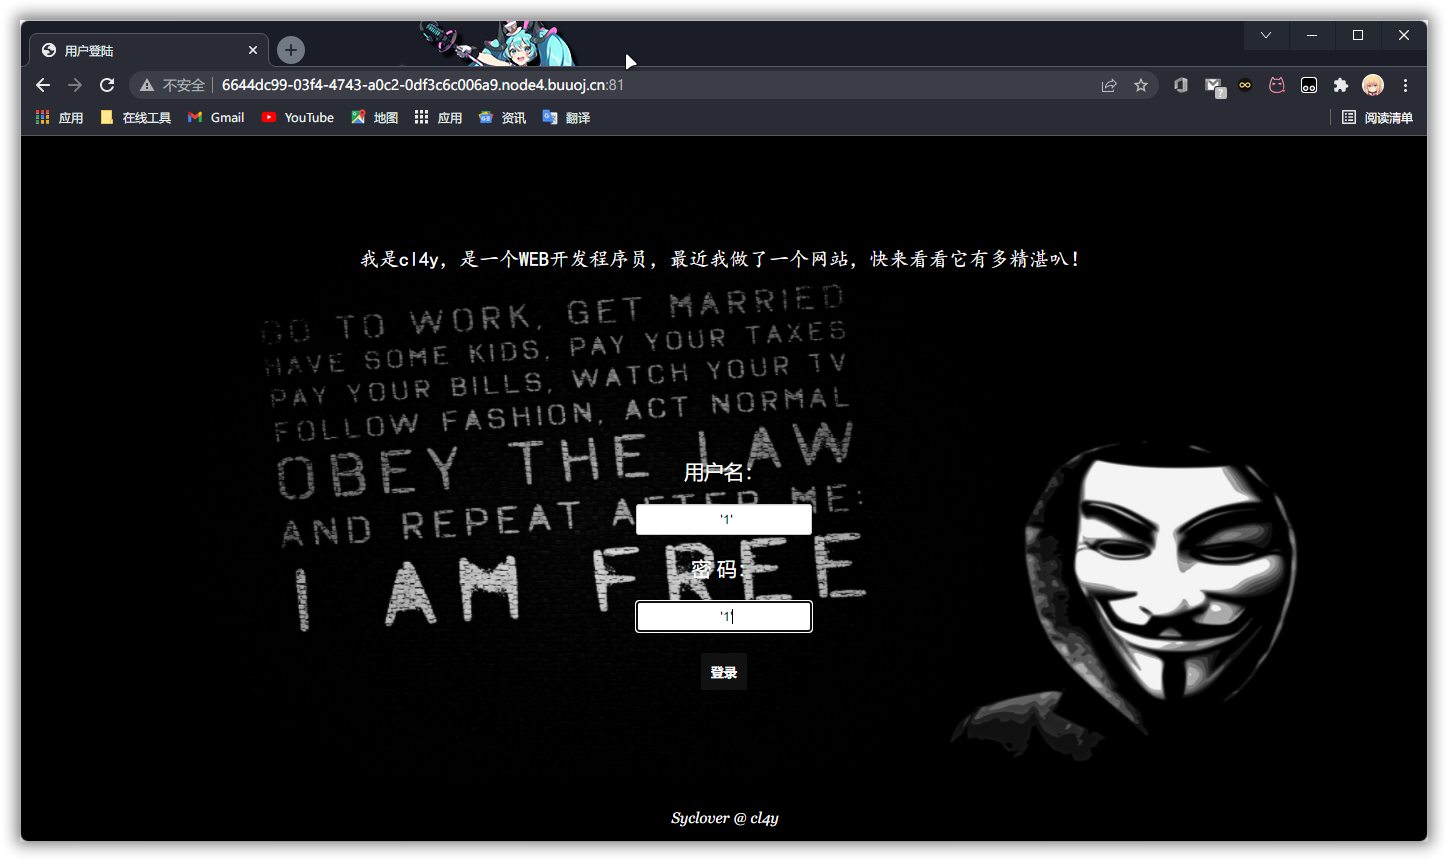 用户登陆
不安全 6644dc99-03f4-4743-a0c2-0df3c6c006a9.node4.buuoj.cn:81
应用 在线工具 Gmail YouTube 地图 应用 资讯 翻译 阅读清单
我是cl4y，是一个WEB开发程序员，最近我做了一个网站，快来看看它有多精湛叭！
GO TO WORK, GET MARRIED
HAVE SOME KIDS, PAY YOUR TAXES
PAY YOUR BILLS, WATCH YOUR TV
FOLLOW FASHION, ACT NORMAL
OBEY THE LAW
AND REPEAT AFTER ME:
I AM FREE
用户名：
'1'
密 码：
'1'
登录
Syclover @ cl4y